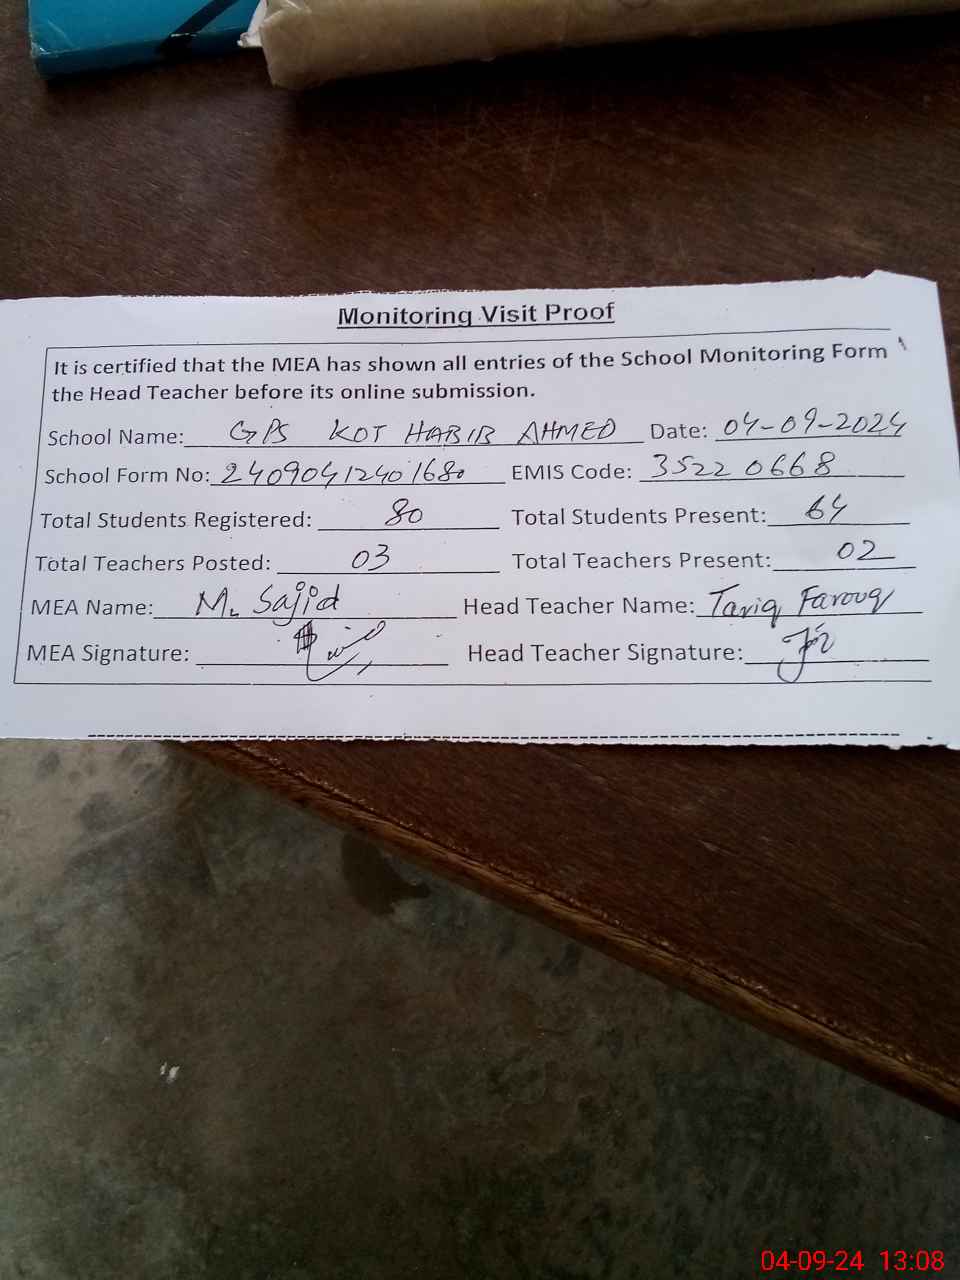 Monitoring Visit Proof
It is certified that the MEA has shown all entries of the School Monitoring Form
the Head Teacher before its online submission.
School Name: GPS KOT HABIB AHMED Date: 04-09-2024
School Form No: 24090412401680 EMIS Code: 35220668
Total Students Registered: 80 Total Students Present: 64
Total Teachers Posted: 03 Total Teachers Present: 02
MEA Name: M. Sajid Head Teacher Name: Tariq Farouq
MEA Signature: Head Teacher Signature:
04-09-24 13:08